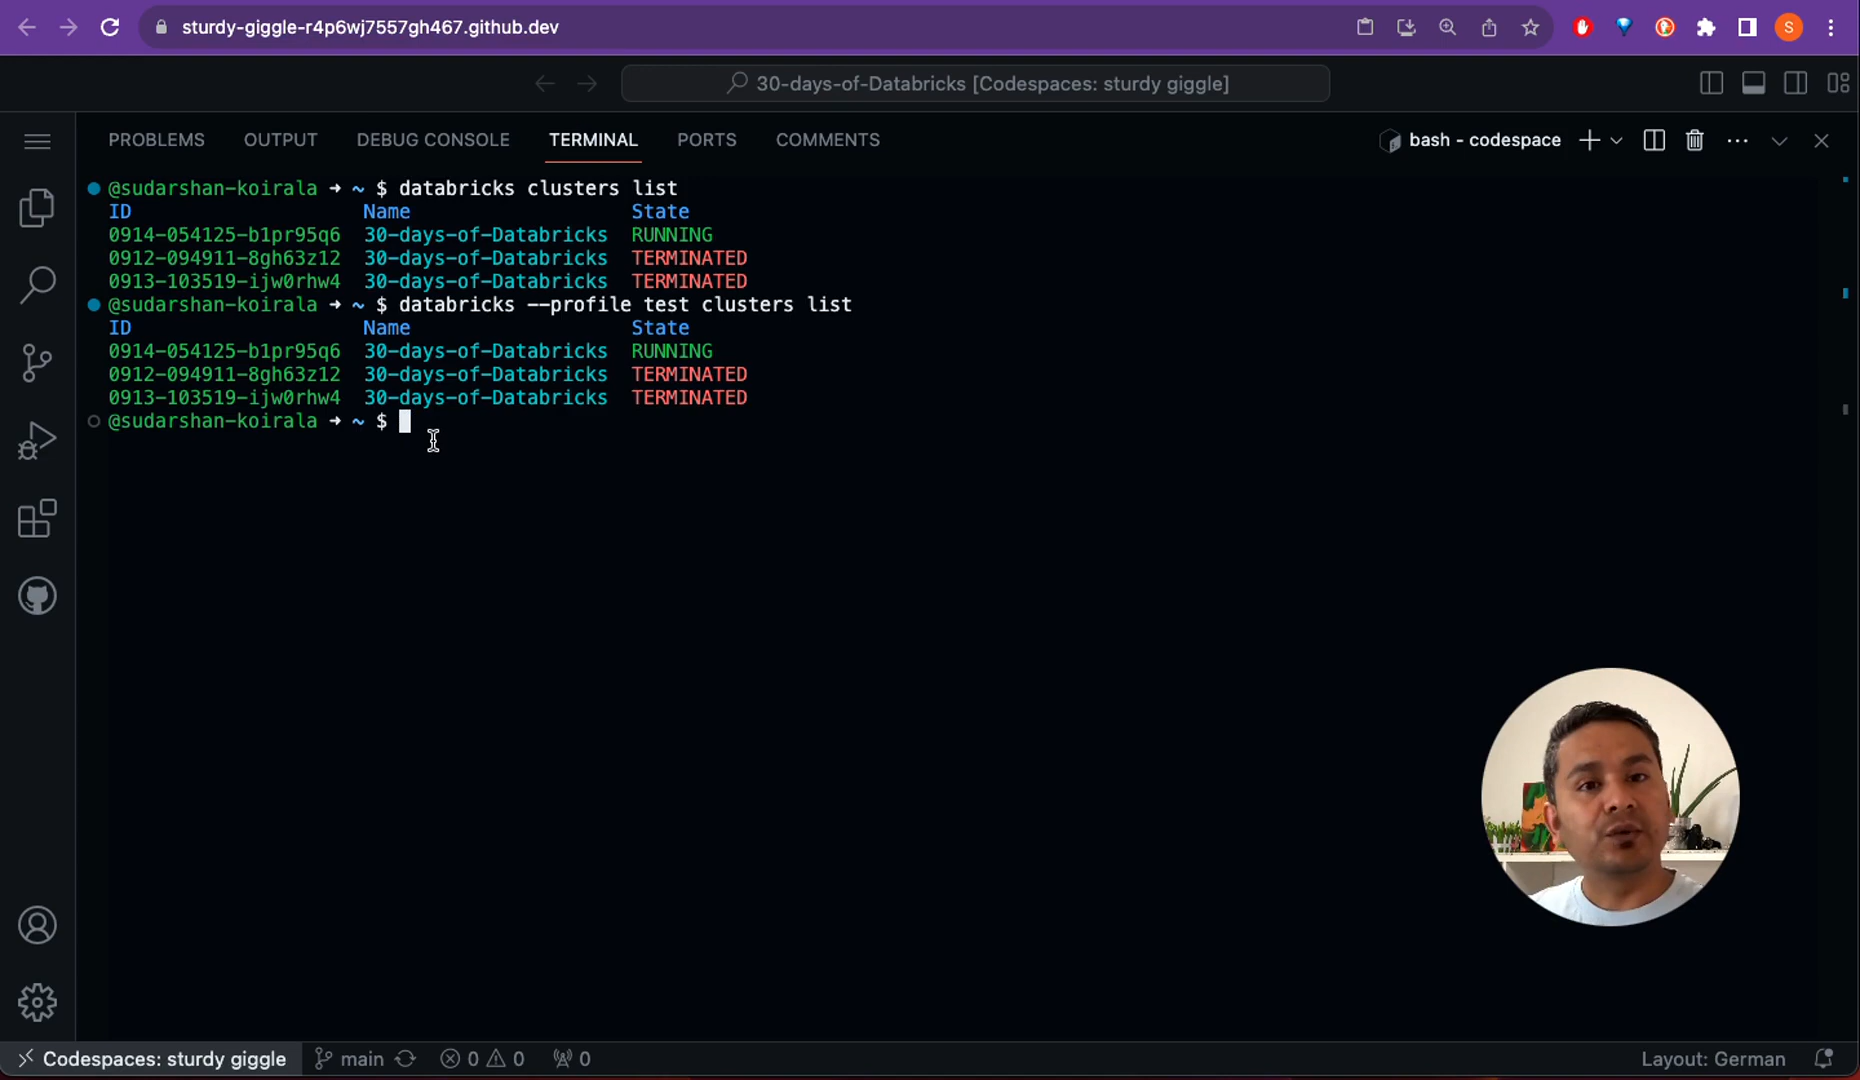 sturdy-giggle-r4p6wj7557gh467.github.dev
S
30-days-of-Databricks [Codespaces: sturdy giggle]
PROBLEMS OUTPUT DEBUG CONSOLE TERMINAL PORTS COMMENTS bash - codespace
@sudarshan-koirala → ~ $ databricks clusters list
ID Name State
0914-054125-b1pr95q6 30-days-of-Databricks RUNNING
0912-094911-8gh63z12 30-days-of-Databricks TERMINATED
0913-103519-ijw0rhw4 30-days-of-Databricks TERMINATED
@sudarshan-koirala → ~ $ databricks --profile test clusters list
ID Name State
0914-054125-b1pr95q6 30-days-of-Databricks RUNNING
0912-094911-8gh63z12 30-days-of-Databricks TERMINATED
0913-103519-ijw0rhw4 30-days-of-Databricks TERMINATED
@sudarshan-koirala → ~ $
Codespaces: sturdy giggle main 0 0 0 Layout: German